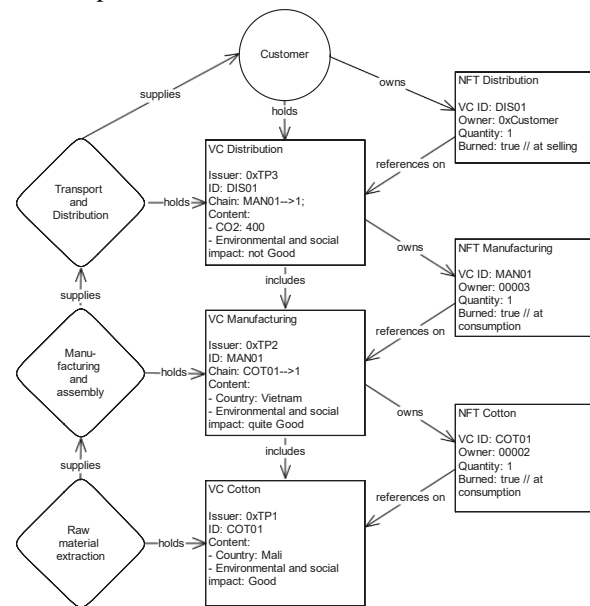 Customer
supplies
owns
holds
NFT Distribution
VC ID: DIS01
Owner: 0xCustomer
Quantity: 1
Burned: true // at selling
VC Distribution
Issuer: 0xTP3
ID: DIS01
Chain: MAN01-->1;
Content:
- CO2: 400
- Environmental and social
impact: not Good
references on
Transport
and
Distribution
holds
owns
includes
supplies
NFT Manufacturing
VC ID: MAN01
Owner: 00003
Quantity: 1
Burned: true // at
consumption
VC Manufacturing
Issuer: 0xTP2
ID: MAN01
Chain: COT01-->1
Content:
- Country: Vietnam
- Environmental and social
impact: quite Good
references on
Manu-
facturing
and
assembly
holds
owns
includes
supplies
NFT Cotton
VC ID: COT01
Owner: 00002
Quantity: 1
Burned: true // at
consumption
VC Cotton
Issuer: 0xTP1
ID: COT01
Content:
- Country: Mali
- Environmental and social
impact: Good
references on
Raw
material
extraction
holds